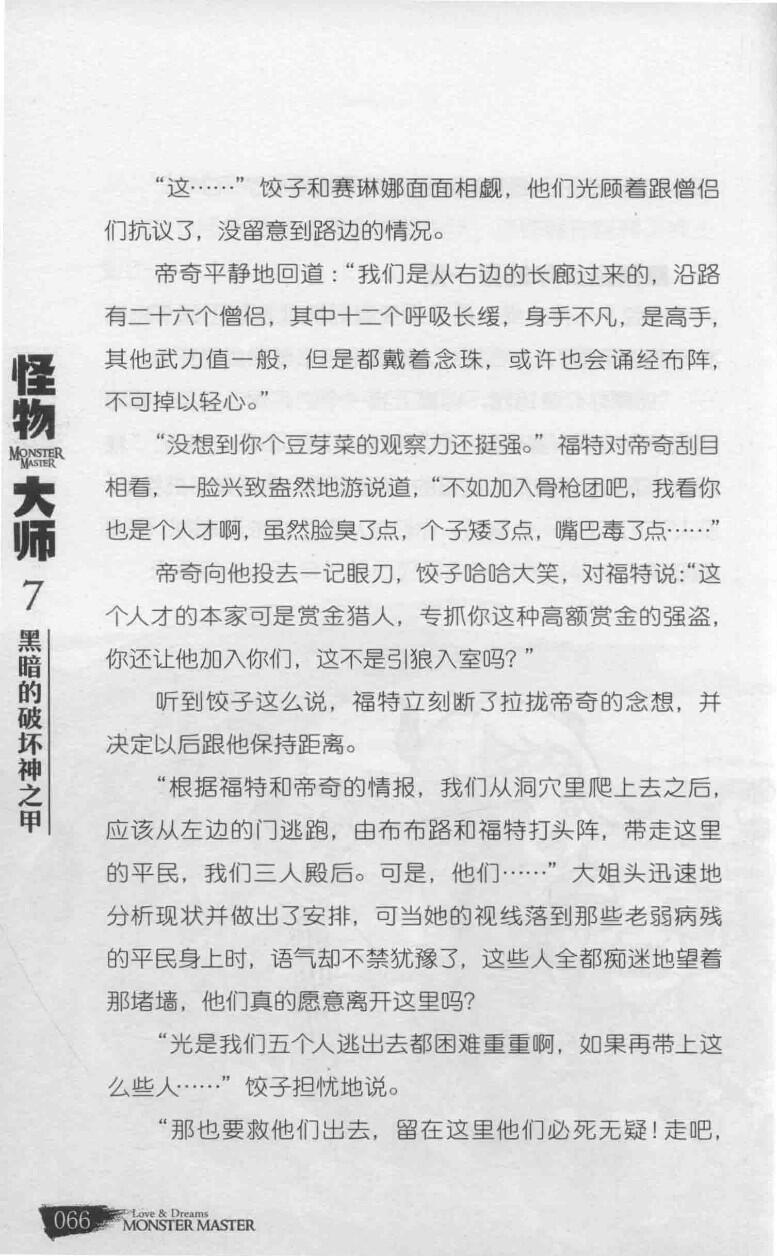 “这……”饺子和赛琳娜面面相觑，他们光顾着跟僧侣
们抗议了，没留意到路边的情况。
帝奇平静地回道：“我们是从右边的长廊过来的，沿路
有二十六个僧侣，其中十二个呼吸长缓，身手不凡，是高手，
其他武力值一般，但是都戴着念珠，或许也会诵经布阵，
不可掉以轻心。”
“没想到你个豆芽菜的观察力还挺强。”福特对帝奇刮目
相看，一脸兴致盎然地游说道，“不如加入骨枪团吧，我看你
也是个人才啊，虽然脸臭了点，个子矮了点，嘴巴毒了点……”
帝奇向他投去一记眼刀，饺子哈哈大笑，对福特说：“这
个人才的本家可是赏金猎人，专抓你这种高额赏金的强盗，
你还让他加入你们，这不是引狼入室吗？”
听到饺子这么说，福特立刻断了拉拢帝奇的念想，并
决定以后跟他保持距离。
“根据福特和帝奇的情报，我们从洞穴里爬上去之后，
应该从左边的门逃跑，由布布路和福特打头阵，带走这里
的平民，我们三人殿后。可是，他们……”大姐头迅速地
分析现状并做出了安排，可当她的视线落到那些老弱病残
的平民身上时，语气却不禁犹豫了，这些人全都痴迷地望着
那堵墙，他们真的愿意离开这里吗？
“光是我们五个人逃出去都困难重重啊，如果再带上这
么些人……”饺子担忧地说。
“那也要救他们出去，留在这里他们必死无疑！走吧，
怪物
MONSTER
MASTER
大师
7
黑暗的破坏神之甲
066
Love & Dreams
MONSTER MASTER